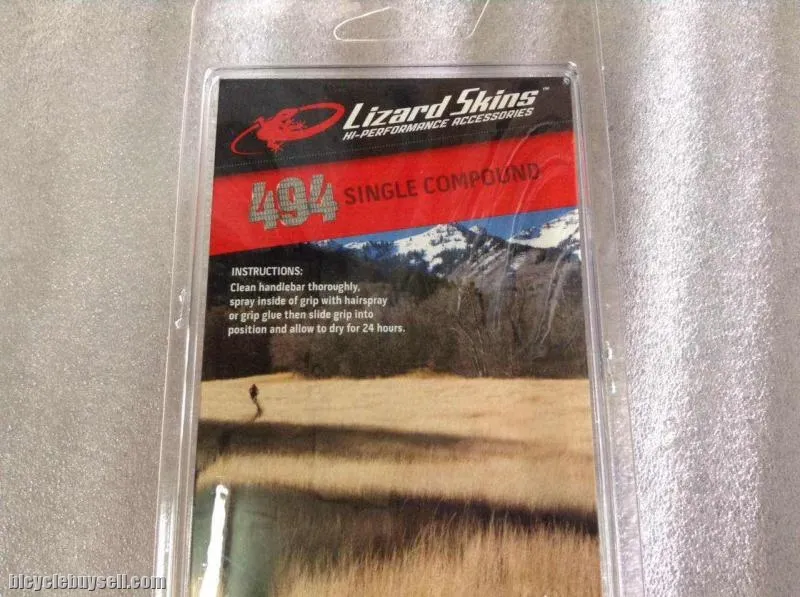 Lizard Skins™
HI-PERFORMANCE ACCESSORIES
494 SINGLE COMPOUND
INSTRUCTIONS:
Clean handlebar thoroughly,
spray inside of grip with hairspray
or grip glue then slide grip into
position and allow to dry for 24 hours.
bicyclebuysell.com